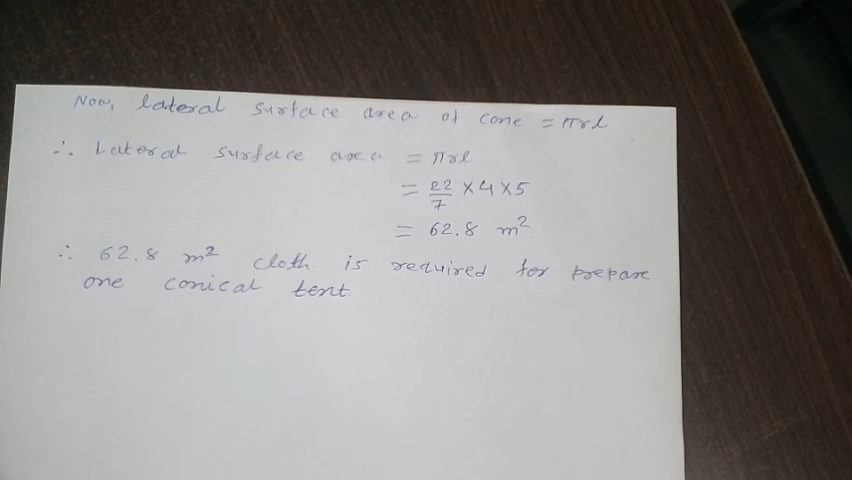 Now, lateral surface area of cone = πrl
∴ Lateral surface area = πrl
= 22/7 × 4 × 5
= 62.8 m²
∴ 62.8 m² cloth is required for prepare
one conical tent.